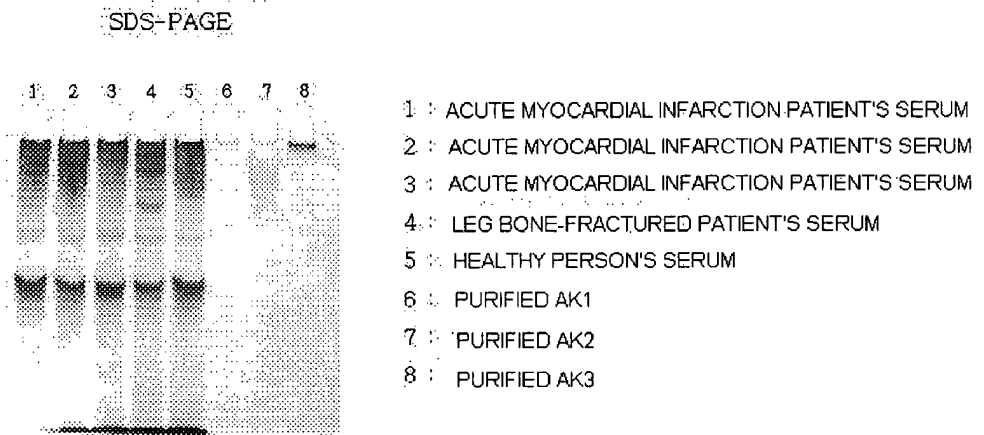 SDS-PAGE
1 2 3 4 5 6 7 8
1 : ACUTE MYOCARDIAL INFARCTION PATIENT'S SERUM
2 : ACUTE MYOCARDIAL INFARCTION PATIENT'S SERUM
3 : ACUTE MYOCARDIAL INFARCTION PATIENT'S SERUM
4 : LEG BONE-FRACTURED PATIENT'S SERUM
5 : HEALTHY PERSON'S SERUM
6 : PURIFIED AK1
7 : PURIFIED AK2
8 : PURIFIED AK3